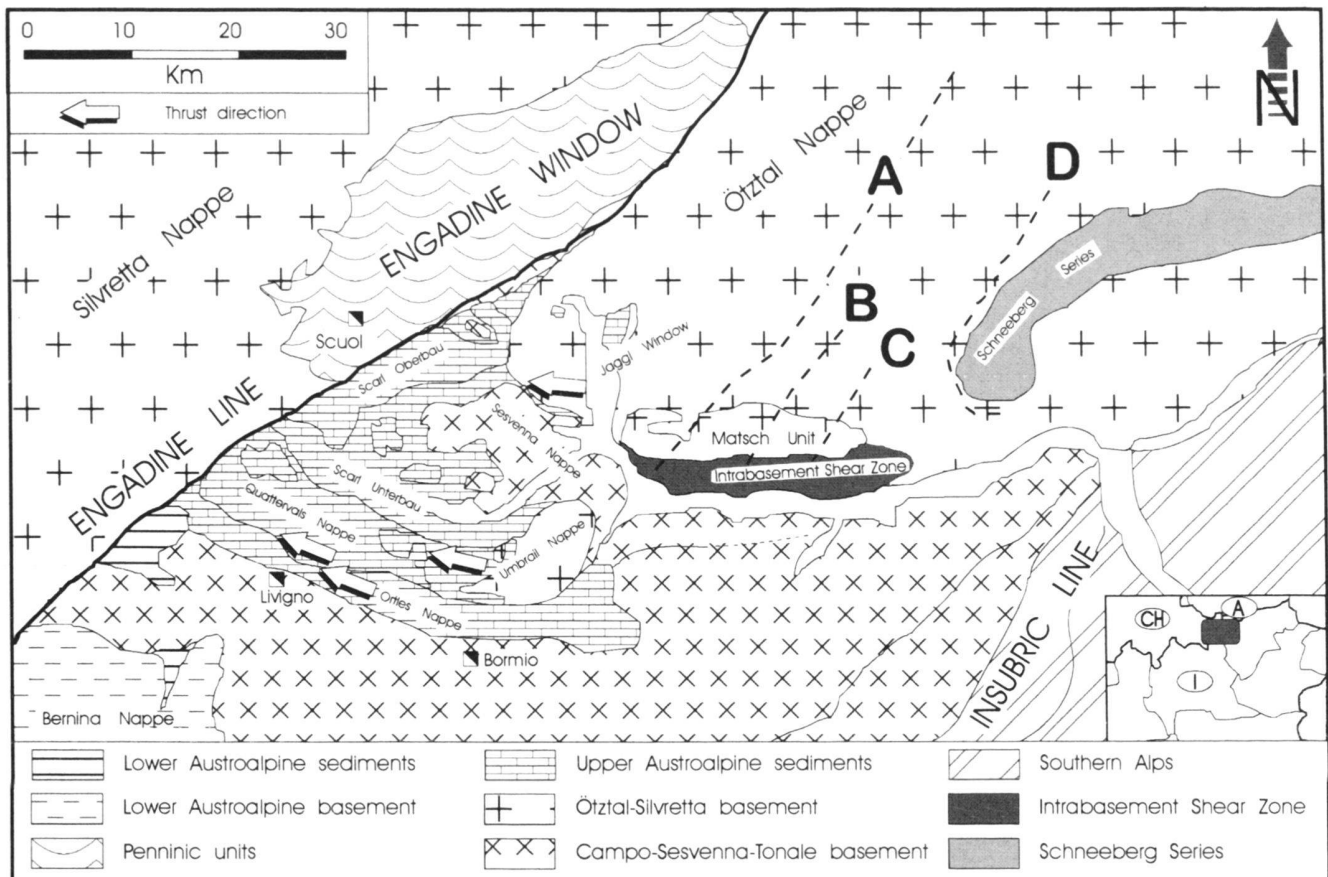 0 10 20 30
Km
Thrust direction
N
Silvretta Nappe
ENGADINE WINDOW
Ötztal Nappe
A
D
B
C
Schneeberg Series
Scuol
ENGADINE LINE
Scarl Oberbau
Jaggi Window
Sesvenna Nappe
Matsch Unit
Intrabasement Shear Zone
Scarl Unterbau
Quattervals Nappe
Umbrail Nappe
Livigno
Ortles Nappe
Bormio
Bernina Nappe
INSUBRIC LINE
CH
A
I
Lower Austroalpine sediments
Upper Austroalpine sediments
Southern Alps
Lower Austroalpine basement
Ötztal-Silvretta basement
Intrabasement Shear Zone
Penninic units
Campo-Sesvenna-Tonale basement
Schneeberg Series